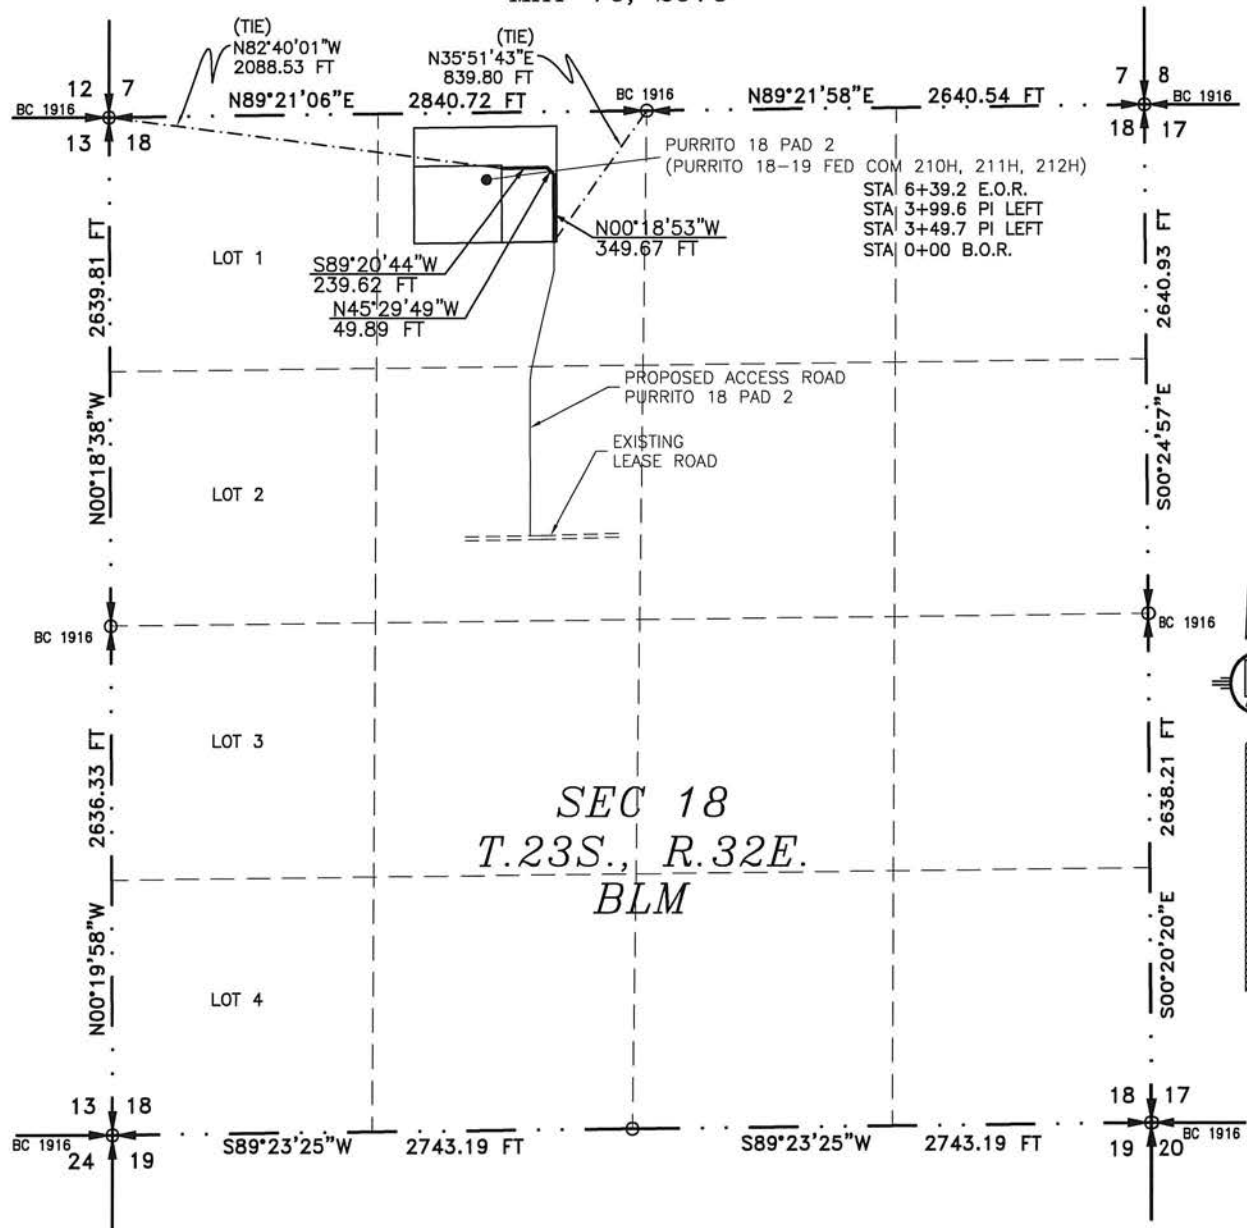 (TIE)
N82°40'01"W
2088.53 FT
(TIE)
N35°51'43"E
839.80 FT
12 7
BC 1916
13 18
N89°21'06"E 2840.72 FT
BC 1916
N89°21'58"E 2640.54 FT
7 8
BC 1916
18 17
PURRITO 18 PAD 2
(PURRITO 18-19 FED COM 210H, 211H, 212H)
STA 6+39.2 E.O.R.
STA 3+99.6 PI LEFT
STA 3+49.7 PI LEFT
STA 0+00 B.O.R.
N00°18'53"W
349.67 FT
LOT 1
S89°20'44"W
239.62 FT
N45°29'49"W
49.89 FT
N00°18'38"W 2639.81 FT
S00°24'57"E 2640.93 FT
PROPOSED ACCESS ROAD
PURRITO 18 PAD 2
EXISTING
LEASE ROAD
LOT 2
BC 1916
BC 1916
LOT 3
N00°19'58"W 2636.33 FT
S00°20'20"E 2638.21 FT
SEC 18
T.23S., R.32E.
BLM
LOT 4
13 18
BC 1916
24 19
S89°23'25"W 2743.19 FT
S89°23'25"W 2743.19 FT
18 17
BC 1916
19 20